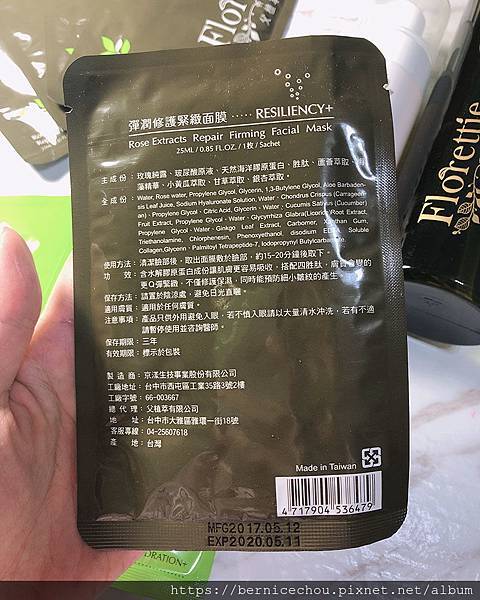 Florettie
彈潤修護緊緻面膜 ····· RESILIENCY+
Rose Extracts Repair Firming Facial Mask
25ML / 0.85 FL.OZ. / 1枚 / Sachet
主成份：玫瑰純露、玻尿酸原液、天然海洋膠原蛋白、胜肽、蘆薈萃取、海
藻精華、小黃瓜萃取、甘草萃取、銀杏萃取。
全成份：Water, Rose water, Propylene Glycol, Glycerin, 1,3-Butylene Glycol, Aloe Barbaden-
sis Leaf Juice, Sodium Hyaluronate Solution, Water、Chondrus Crispus (Carrageen-
an)、Propylene Glycol、Citric Acid, Glycerin、Water、Cucumis Sativus (Cucumber)
Fruit Extract, Propylene Glycol、Water、Glycyrrhiza Glabra(Licorice) Root Extract,
Propylene Glycol、Water、Ginkgo Leaf Extract, Carbomer, Xanthan Gum,
Triethanolamine, Chlorphenesin, Phenoxyethanol, disodium EDTA, Soluble
Collagen,Glycerin、Palmitoyl Tetrapeptide-7, Iodopropynyl Butylcarbamate
使用方法：清潔臉部後，取出面膜敷於臉部，約15-20分鐘後取下。
功　　效：含水解膠原蛋白成份讓肌膚更容易吸收，搭配四胜肽，膚質會變的
更Q彈緊緻，不僅修護保濕，同時能預防細小皺紋的產生。
保存方法：請置於陰涼處，避免日光直曬。
適用膚質：適用於任何膚質。
注意事項：產品只供外用避免入眼，若不慎入眼請以大量清水沖洗，若有不適
請暫停使用並咨詢醫師。
保存期限：三年
有效期限：標示於包裝
製 造 商：京漾生技事業股份有限公司
工廠地址：台中市西屯區工業35路3號2樓
工廠字號：66-003667
總 代 理：父植萃有限公司
地　　址：台中市大雅區雅環一街18號
客服專線：04-25607618
產　　地：台灣
Made in Taiwan
4 717904 536479
MFG2017.05.12
EXP2020.05.11
HYDRATION+
Florettie
https://bernicechou.pixnet.net/album